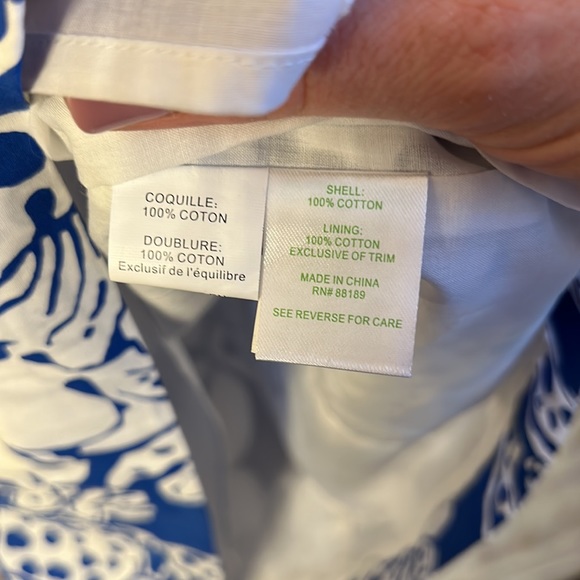 COQUILLE:
100% COTON
DOUBLURE:
100% COTON
Exclusif de l'équilibre
SHELL:
100% COTTON
LINING:
100% COTTON
EXCLUSIVE OF TRIM
MADE IN CHINA
RN# 88189
SEE REVERSE FOR CARE